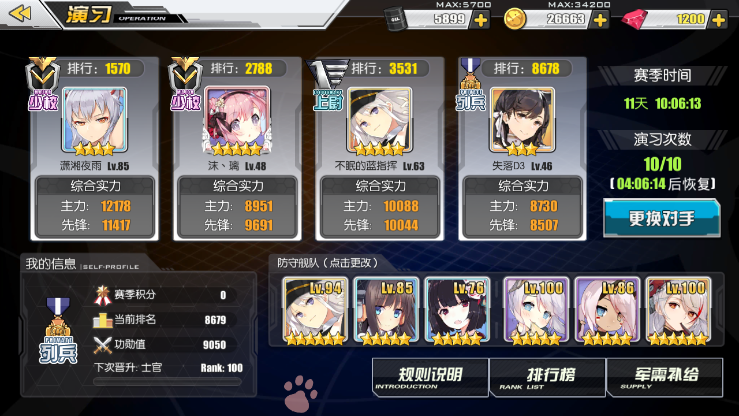 演习 OPERATION
MAX:5700
OIL 5899
MAX:34200
26663
1200
排行: 1570
少校
潇湘夜雨 Lv.85
综合实力
主力: 12178
先锋: 11417
排行: 2788
少校
沫丶璃 Lv.48
综合实力
主力: 8951
先锋: 9691
排行: 3531
上尉
不眠的蓝指挥 Lv.63
综合实力
主力: 10088
先锋: 10044
排行: 8678
列兵
失落D3 Lv.46
综合实力
主力: 8730
先锋: 8507
赛季时间
11天 10:06:13
演习次数
10/10
[ 04:06:14 后恢复]
更换对手
我的信息 | SELF-PROFILE
列兵
赛季积分 0
当前排名 8679
功勋值 9050
下次晋升: 士官 Rank: 100
防守舰队（点击更改）
Lv.94
Lv.85
Lv.76
Lv.100
Lv.86
Lv.100
规则说明
INTRODUCTION
排行榜
RANK LIST
军需补给
SUPPLY